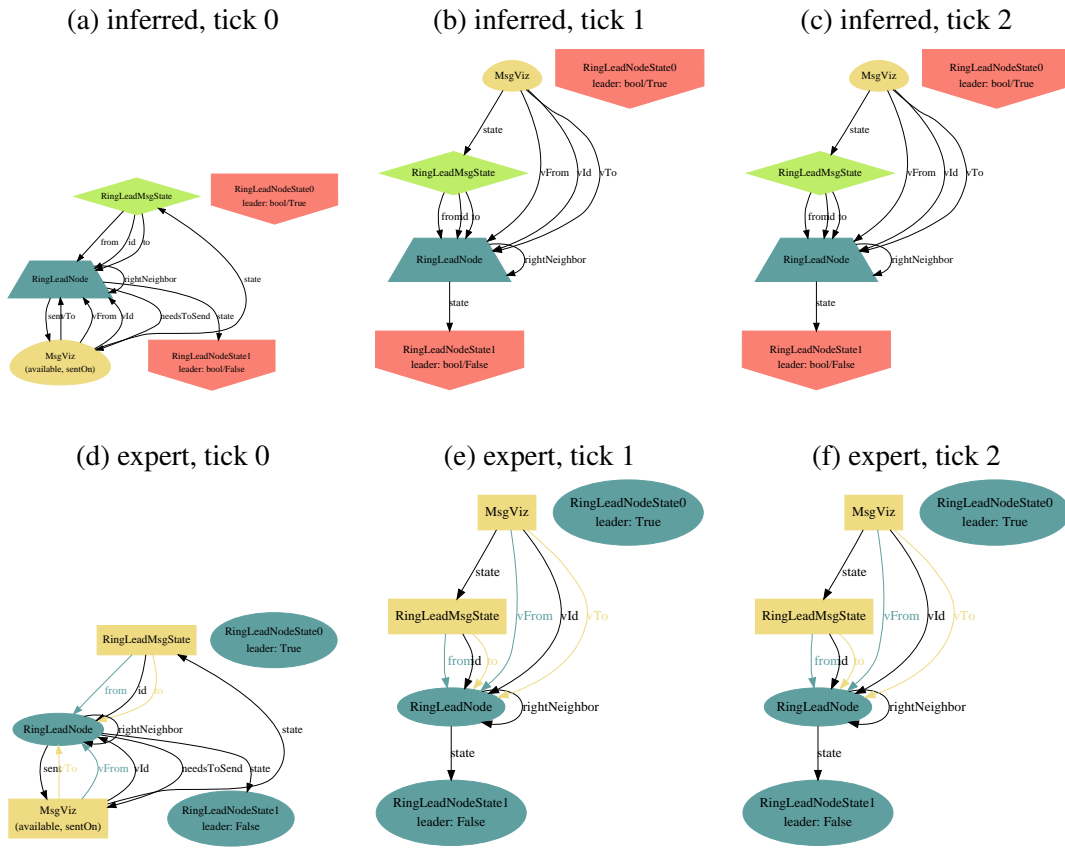 (a) inferred, tick 0
(b) inferred, tick 1
(c) inferred, tick 2
RingLeadMsgState
RingLeadNodeState0
leader: bool/True
from
id
to
RingLeadNode
rightNeighbor
state
sent
vTo
vFrom
vId
needsToSend
state
MsgViz
(available, sentOn)
RingLeadNodeState1
leader: bool/False
MsgViz
RingLeadNodeState0
leader: bool/True
state
RingLeadMsgState
vFrom
vId
vTo
from
id
to
RingLeadNode
rightNeighbor
state
RingLeadNodeState1
leader: bool/False
MsgViz
RingLeadNodeState0
leader: bool/True
state
RingLeadMsgState
vFrom
vId
vTo
from
id
to
RingLeadNode
rightNeighbor
state
RingLeadNodeState1
leader: bool/False
(d) expert, tick 0
(e) expert, tick 1
(f) expert, tick 2
RingLeadMsgState
RingLeadNodeState0
leader: True
from
id
to
RingLeadNode
rightNeighbor
state
sent
vTo
vFrom
vId
needsToSend
state
MsgViz
(available, sentOn)
RingLeadNodeState1
leader: False
MsgViz
RingLeadNodeState0
leader: True
state
RingLeadMsgState
vFrom
vId
vTo
from
id
to
RingLeadNode
rightNeighbor
state
RingLeadNodeState1
leader: False
MsgViz
RingLeadNodeState0
leader: True
state
RingLeadMsgState
vFrom
vId
vTo
from
id
to
RingLeadNode
rightNeighbor
state
RingLeadNodeState1
leader: False